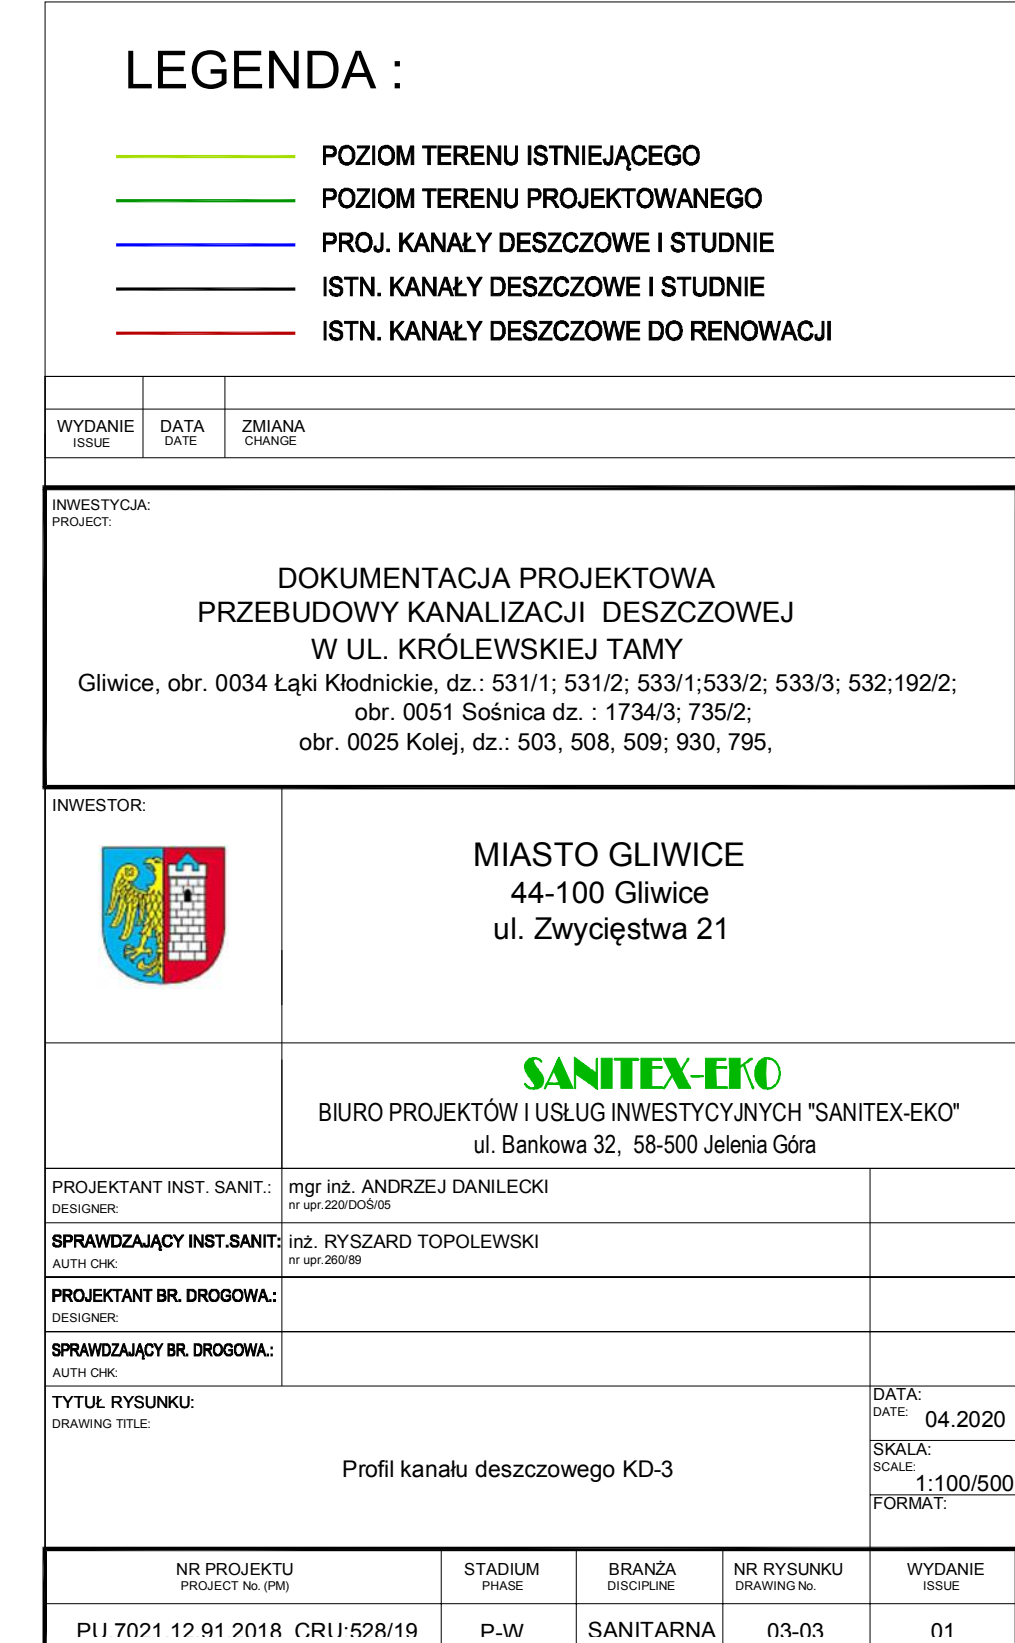 LEGENDA :
POZIOM TERENU ISTNIEJĄCEGO
POZIOM TERENU PROJEKTOWANEGO
PROJ. KANAŁY DESZCZOWE I STUDNIE
ISTN. KANAŁY DESZCZOWE I STUDNIE
ISTN. KANAŁY DESZCZOWE DO RENOWACJI
WYDANIE DATA ZMIANA
ISSUE DATE CHANGE
INWESTYCJA:
PROJECT:
DOKUMENTACJA PROJEKTOWA
PRZEBUDOWY KANALIZACJI DESZCZOWEJ
W UL. KRÓLEWSKIEJ TAMY
Gliwice, obr. 0034 Łąki Kłodnickie, dz.: 531/1; 531/2; 533/1;533/2; 533/3; 532;192/2;
obr. 0051 Sośnica dz. : 1734/3; 735/2;
obr. 0025 Kolej, dz.: 503, 508, 509; 930, 795,
INWESTOR:
MIASTO GLIWICE
44-100 Gliwice
ul. Zwycięstwa 21
SANITEX-EKO
BIURO PROJEKTÓW I USŁUG INWESTYCYJNYCH "SANITEX-EKO"
ul. Bankowa 32, 58-500 Jelenia Góra
PROJEKTANT INST. SANIT.: mgr inż. ANDRZEJ DANILECKI
DESIGNER: nr upr.220/DOŚ/05
SPRAWDZAJĄCY INST.SANIT: inż. RYSZARD TOPOLEWSKI
AUTH CHK: nr upr.260/89
PROJEKTANT BR. DROGOWA.:
DESIGNER:
SPRAWDZAJĄCY BR. DROGOWA.:
AUTH CHK:
TYTUŁ RYSUNKU:
DRAWING TITLE:
Profil kanału deszczowego KD-3
DATA:
DATE: 04.2020
SKALA:
SCALE:
1:100/500
FORMAT:
NR PROJEKTU STADIUM BRANŻA NR RYSUNKU WYDANIE
PROJECT No. (PM) PHASE DISCIPLINE DRAWING No. ISSUE
PU.7021.12.91.2018 CRU:528/19 P-W SANITARNA 03-03 01